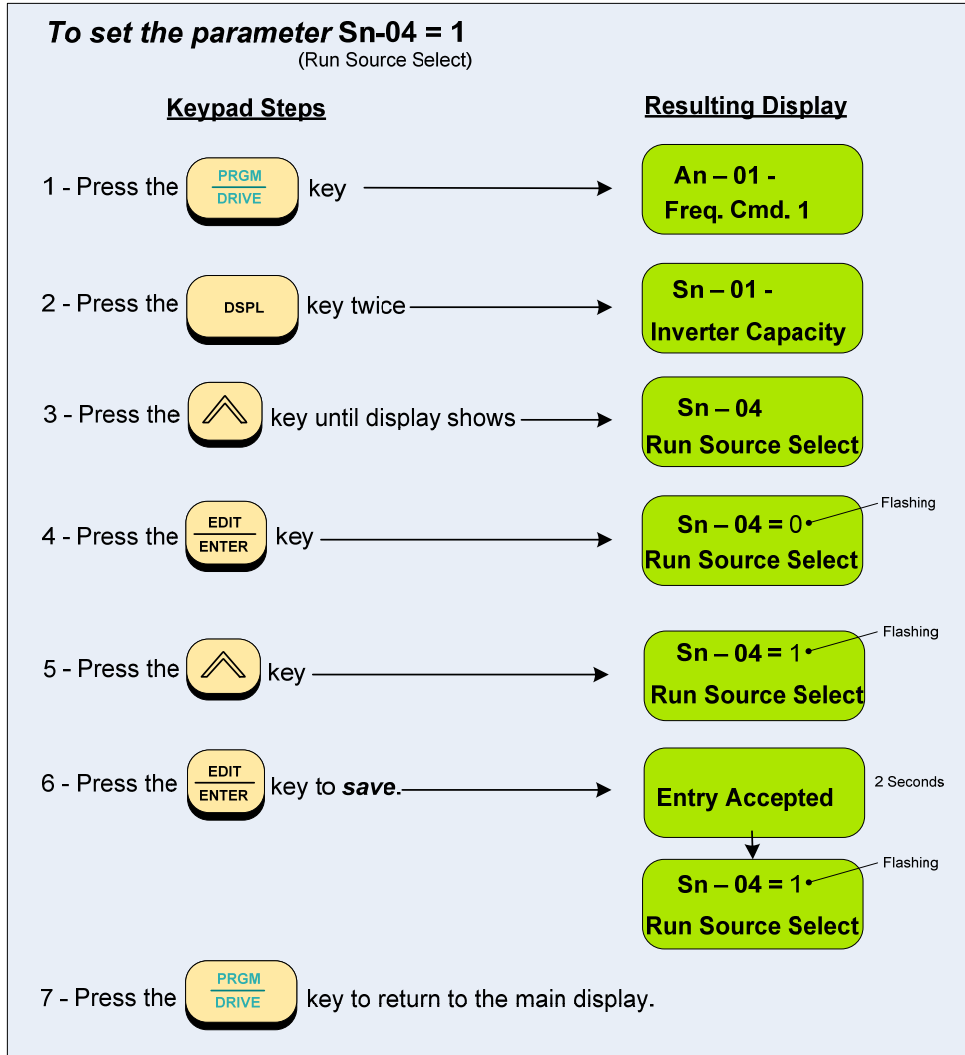 To set the parameter Sn-04 = 1
(Run Source Select)
Keypad Steps
Resulting Display
1 - Press the PRGM DRIVE key
An – 01 -
Freq. Cmd. 1
2 - Press the DSPL key twice
Sn – 01 -
Inverter Capacity
3 - Press the key until display shows
Sn – 04
Run Source Select
4 - Press the EDIT ENTER key
Sn – 04 = 0
Flashing
Run Source Select
5 - Press the key
Sn – 04 = 1
Flashing
Run Source Select
6 - Press the EDIT ENTER key to save.
Entry Accepted
2 Seconds
Sn – 04 = 1
Flashing
Run Source Select
7 - Press the PRGM DRIVE key to return to the main display.